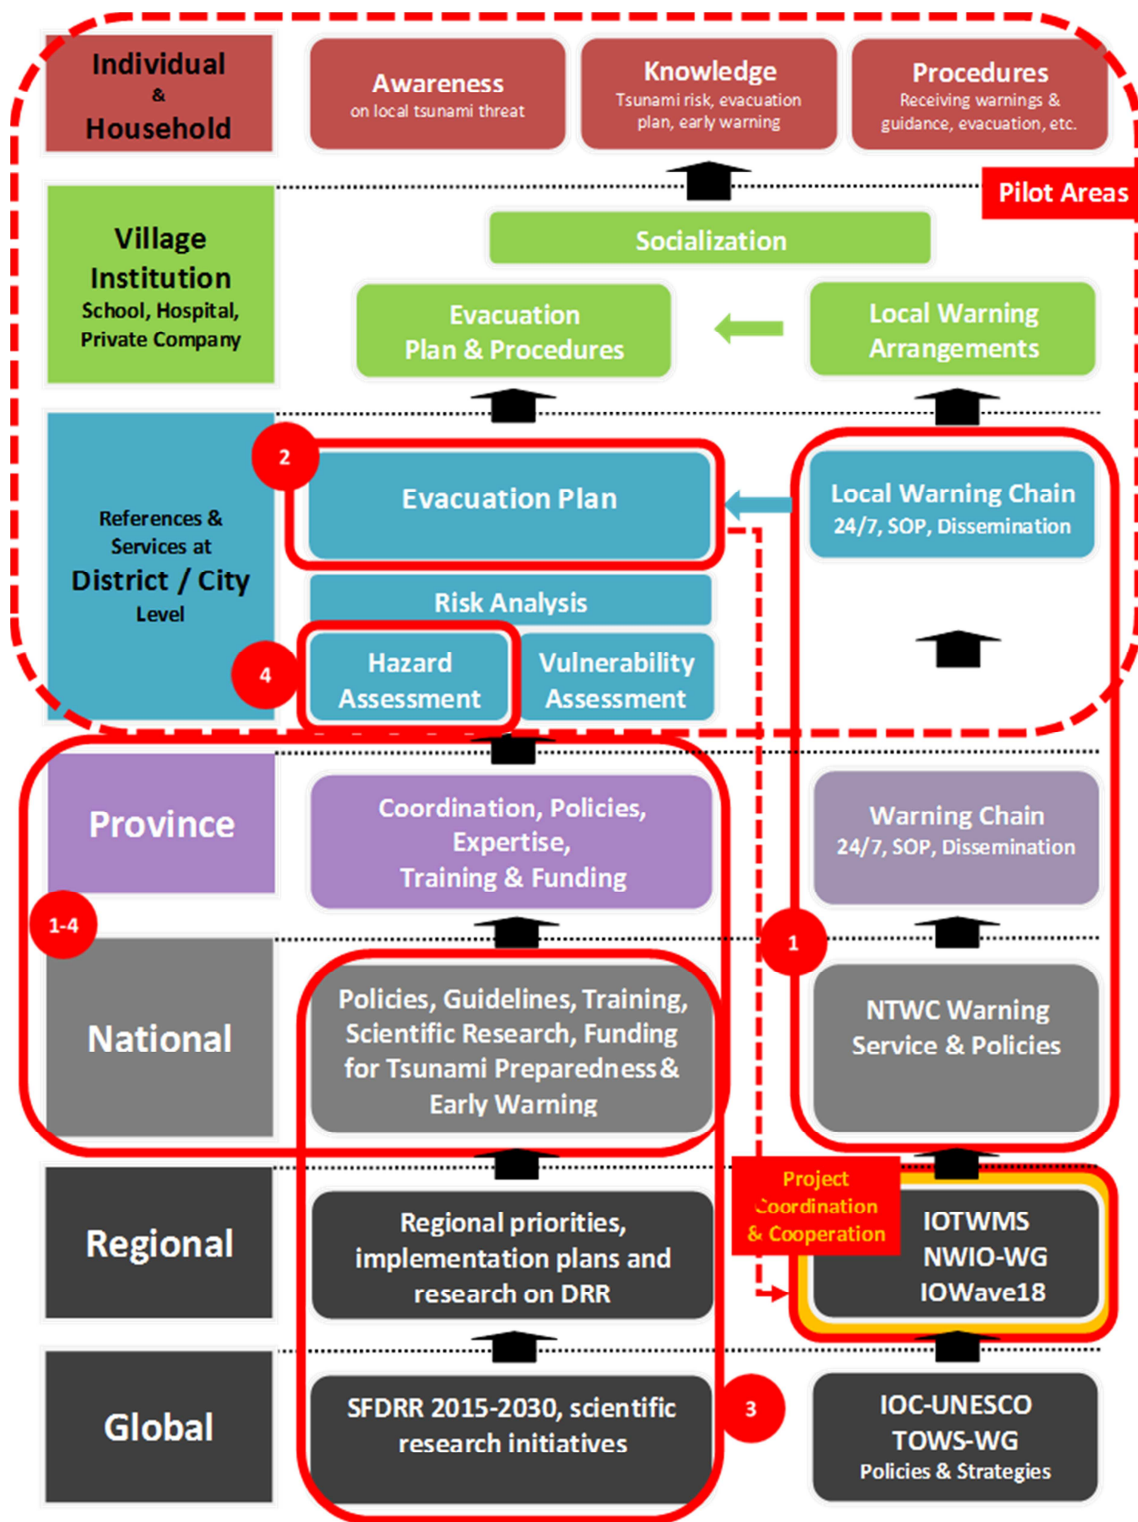 Individual
&
Household
Awareness
on local tsunami threat
Knowledge
Tsunami risk, evacuation
plan, early warning
Procedures
Receiving warnings &
guidance, evacuation, etc.
Pilot Areas
Village
Institution
School, Hospital,
Private Company
Socialization
Evacuation
Plan & Procedures
Local Warning
Arrangements
References &
Services at
District / City
Level
2
Evacuation Plan
Local Warning Chain
24/7, SOP, Dissemination
Risk Analysis
4
Hazard
Assessment
Vulnerability
Assessment
Province
Coordination, Policies,
Expertise,
Training & Funding
Warning Chain
24/7, SOP, Dissemination
1-4
1
National
Policies, Guidelines, Training,
Scientific Research, Funding
for Tsunami Preparedness &
Early Warning
NTWC Warning
Service & Policies
Regional
Regional priorities,
implementation plans and
research on DRR
Project
Coordination
& Cooperation
IOTWMS
NWIO-WG
IOWave18
Global
SFDRR 2015-2030, scientific
research initiatives
3
IOC-UNESCO
TOWS-WG
Policies & Strategies